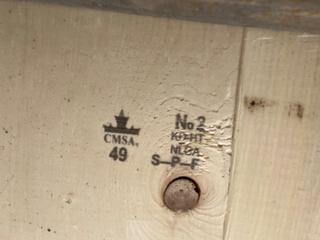 CMSA®
49
No 2
KD-HT
NLGA
S-P-F